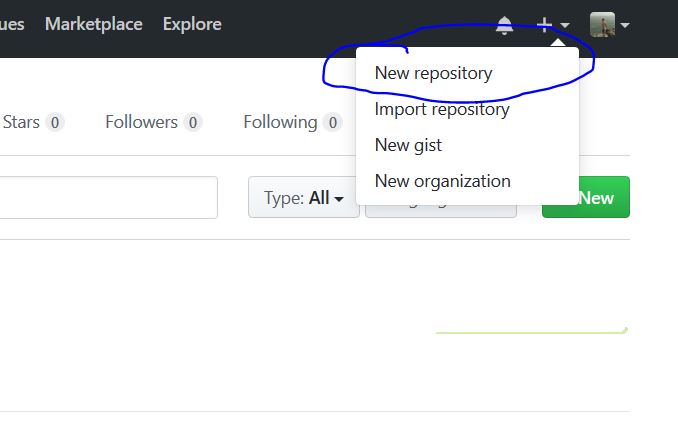 ues Marketplace Explore
New repository
Stars 0 Followers 0 Following 0
Import repository
New gist
New organization
Type: All
New